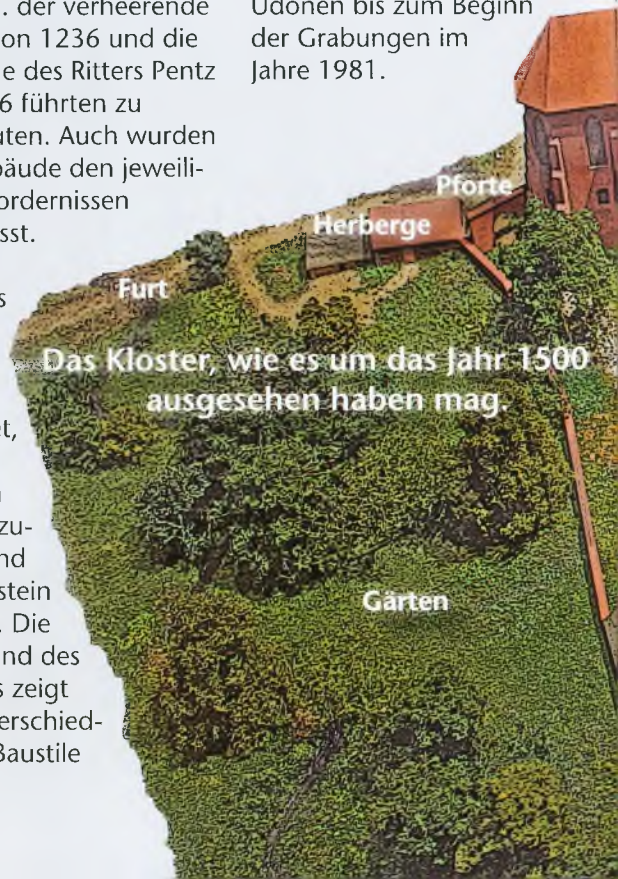 . der verheerende
on 1236 und die
e des Ritters Pentz
6 führten zu
uten. Auch wurden
bäude den jeweili-
ordernissen
sst.
s
et,
zu-
nd
stein
. Die
nd des
s zeigt
erschied-
Baustile
Udonen bis zum Beginn
der Grabungen im
Jahre 1981.
Pforte
Herberge
Furt
Das Kloster, wie es um das Jahr 1500
ausgesehen haben mag.
Gärten